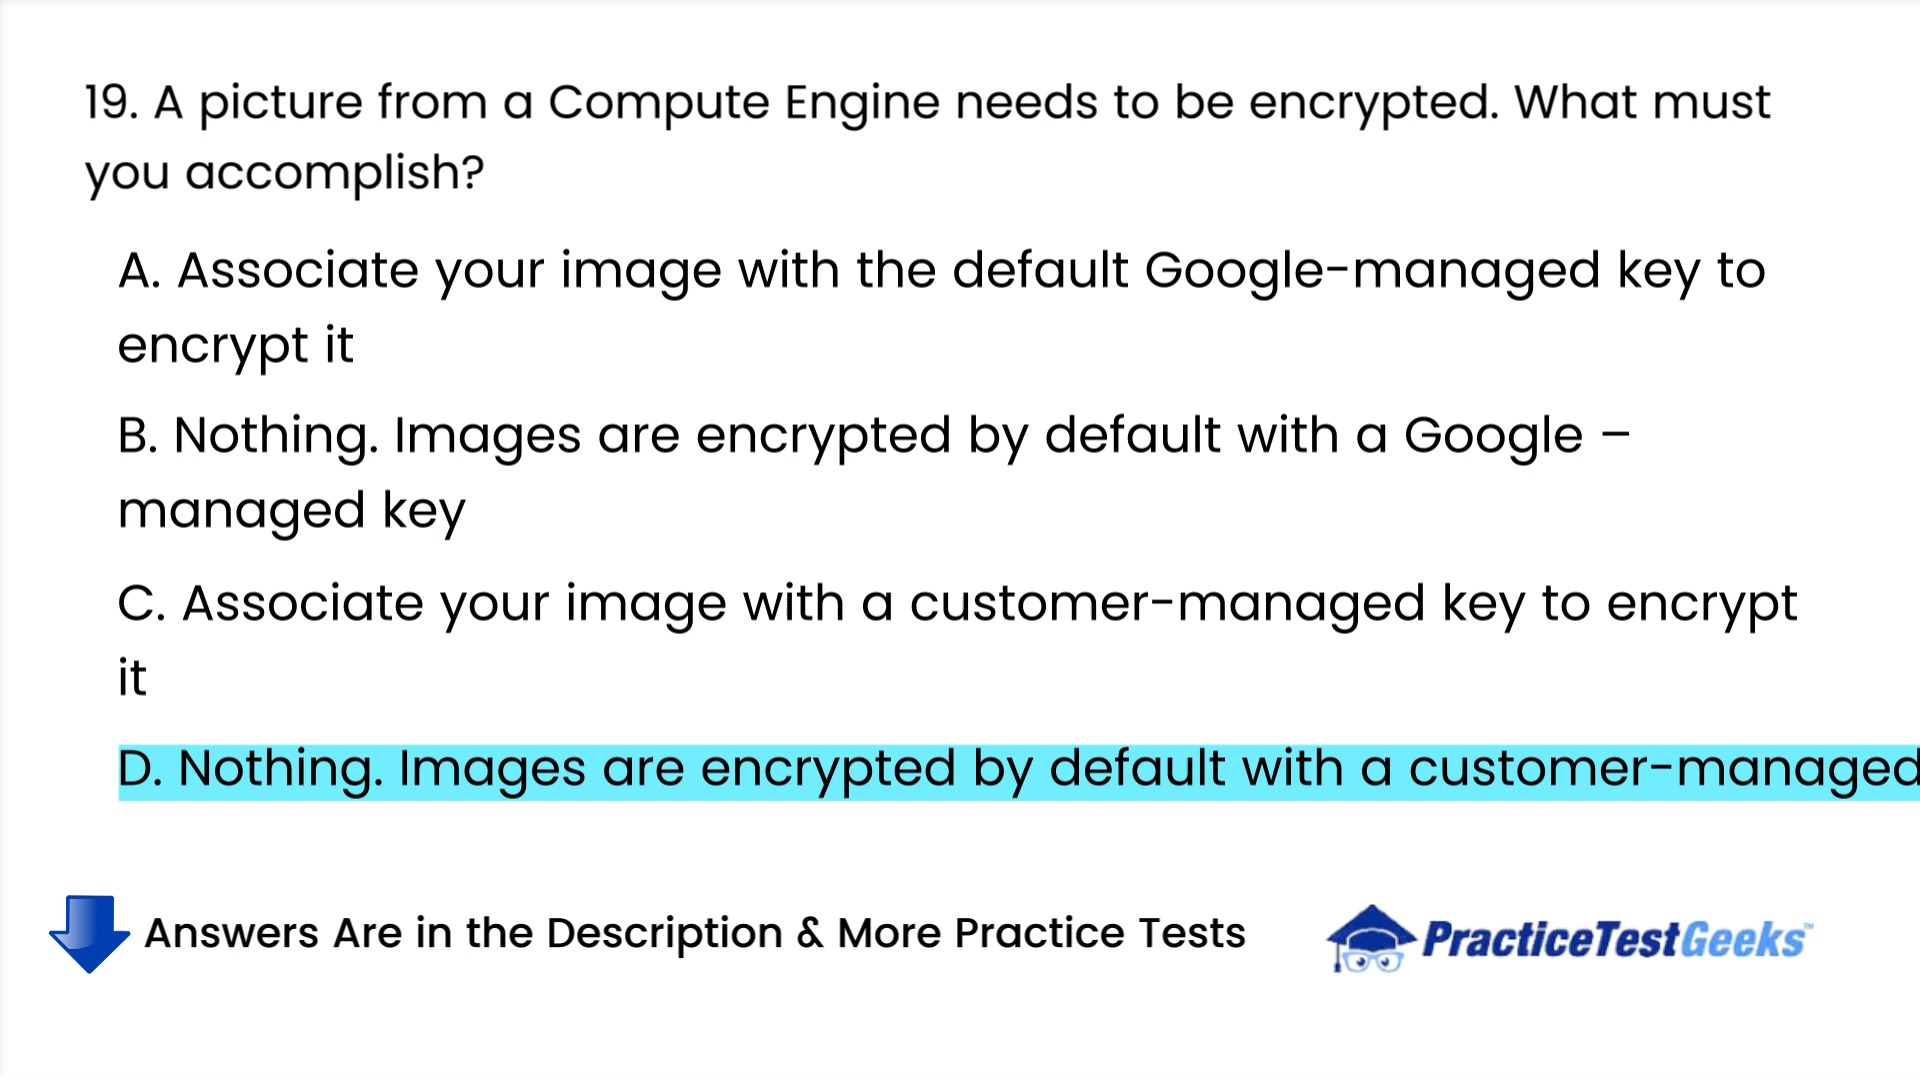 19. A picture from a Compute Engine needs to be encrypted. What must
you accomplish?
A. Associate your image with the default Google-managed key to
encrypt it
B. Nothing. Images are encrypted by default with a Google –
managed key
C. Associate your image with a customer-managed key to encrypt
it
D. Nothing. Images are encrypted by default with a customer-managed
Answers Are in the Description & More Practice Tests
PracticeTestGeeks™